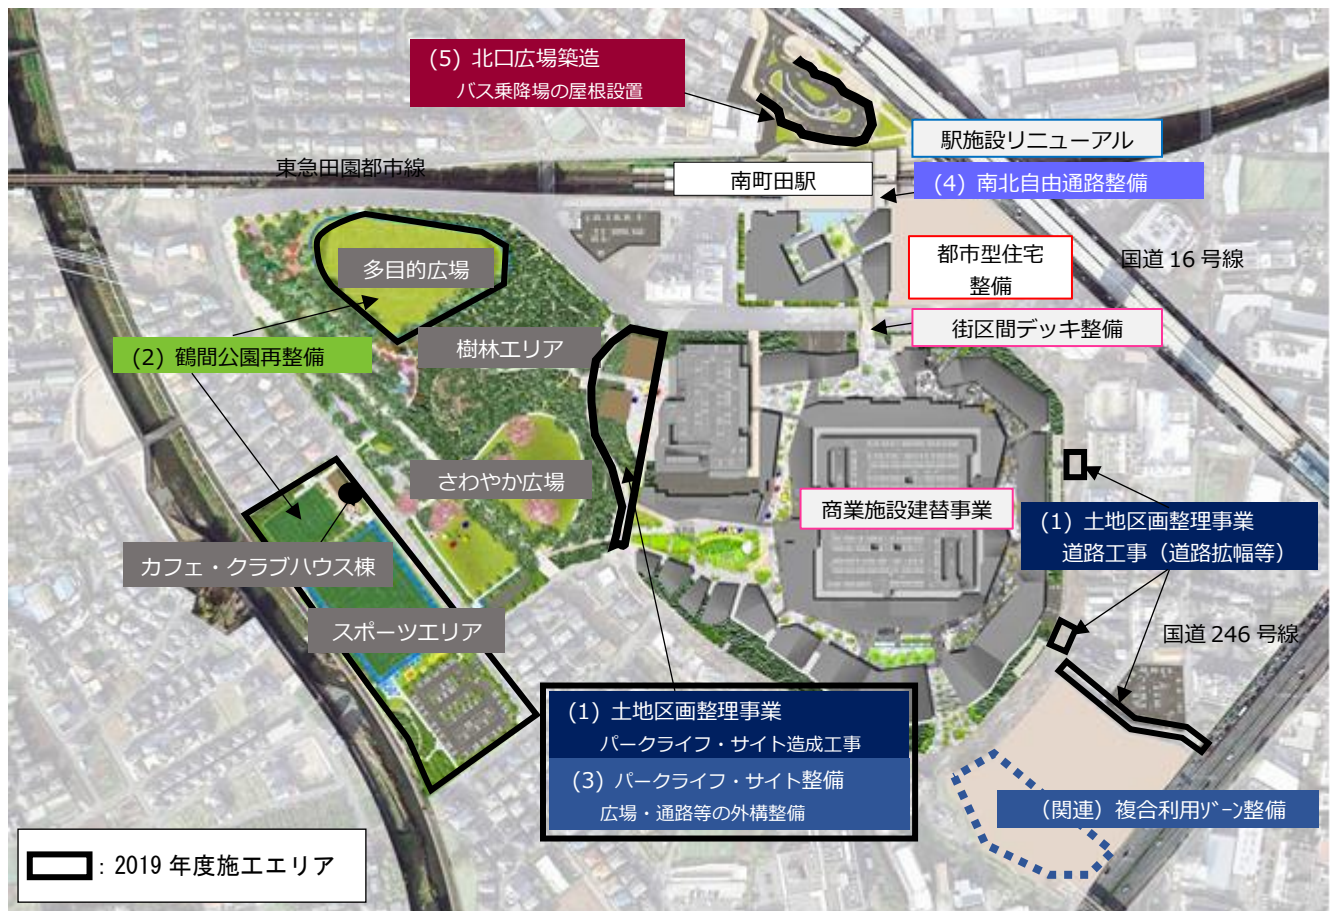 (5) 北口広場築造
バス乗降場の屋根設置
駅施設リニューアル
東急田園都市線
南町田駅
(4) 南北自由通路整備
都市型住宅
整備
国道 16 号線
多目的広場
街区間デッキ整備
(2) 鶴間公園再整備
樹林エリア
さわやか広場
商業施設建替事業
(1) 土地区画整理事業
道路工事（道路拡幅等）
カフェ・クラブハウス棟
スポーツエリア
国道 246 号線
(1) 土地区画整理事業
パークライフ・サイト造成工事
(3) パークライフ・サイト整備
広場・通路等の外構整備
（関連）複合利用ｿﾞｰﾝ整備
：2019 年度施工エリア